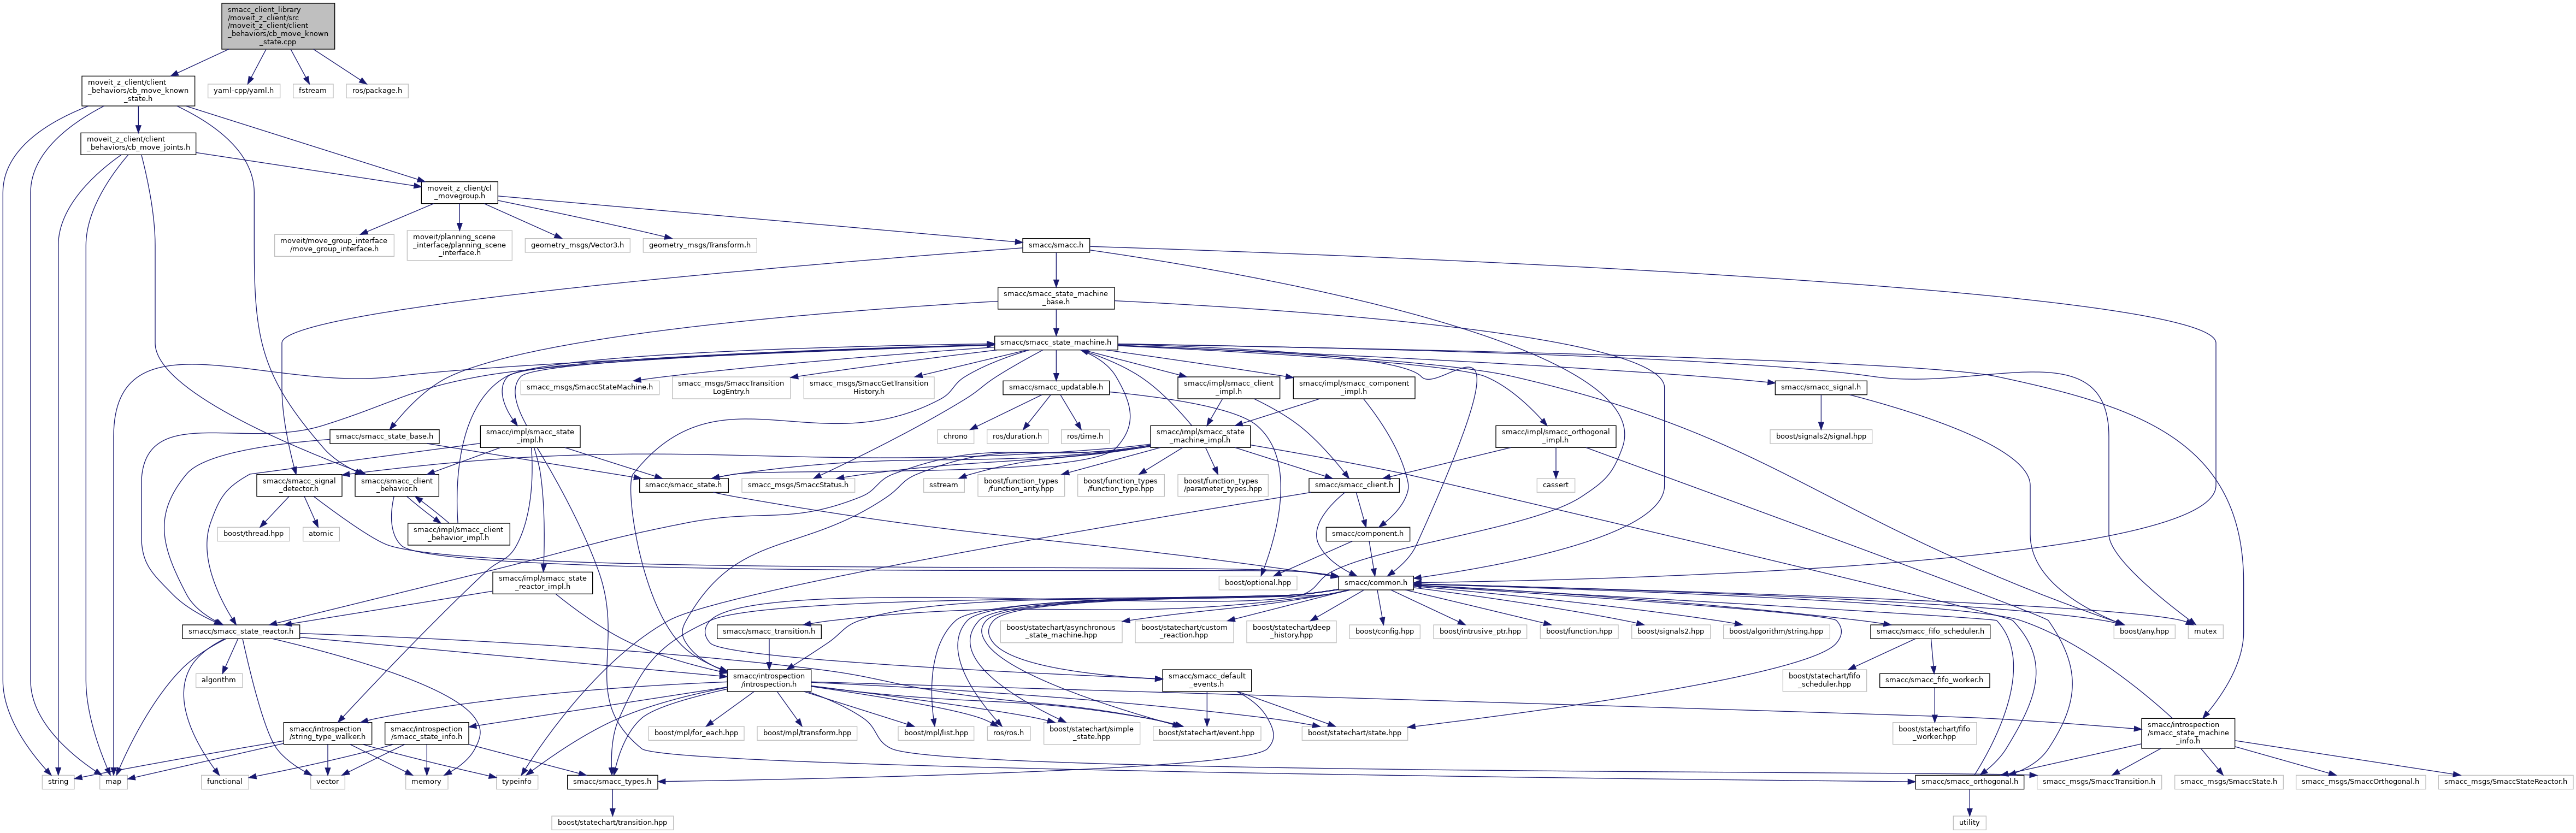 smacc_client_library
/moveit_z_client/src
/moveit_z_client/client
_behaviors/cb_move_known
_state.cpp
moveit_z_client/client
_behaviors/cb_move_known
_state.h
yaml-cpp/yaml.h
fstream
ros/package.h
moveit_z_client/client
_behaviors/cb_move_joints.h
moveit_z_client/cl
_movegroup.h
moveit/move_group_interface
/move_group_interface.h
moveit/planning_scene
_interface/planning_scene
_interface.h
geometry_msgs/Vector3.h
geometry_msgs/Transform.h
smacc/smacc.h
smacc/smacc_state_machine
_base.h
smacc/smacc_state_machine.h
smacc_msgs/SmaccStateMachine.h
smacc_msgs/SmaccTransition
LogEntry.h
smacc_msgs/SmaccGetTransition
History.h
smacc/smacc_updatable.h
smacc/impl/smacc_client
_impl.h
smacc/impl/smacc_component
_impl.h
smacc/smacc_signal.h
smacc/smacc_state_base.h
smacc/impl/smacc_state
_impl.h
chrono
ros/duration.h
ros/time.h
smacc/impl/smacc_state
_machine_impl.h
smacc/impl/smacc_orthogonal
_impl.h
boost/signals2/signal.hpp
smacc/smacc_signal
_detector.h
smacc/smacc_client
_behavior.h
smacc/smacc_state.h
smacc_msgs/SmaccStatus.h
sstream
boost/function_types
/function_arity.hpp
boost/function_types
/function_type.hpp
boost/function_types
/parameter_types.hpp
smacc/smacc_client.h
cassert
boost/thread.hpp
atomic
smacc/impl/smacc_client
_behavior_impl.h
smacc/component.h
smacc/impl/smacc_state
_reactor_impl.h
boost/optional.hpp
smacc/common.h
smacc/smacc_state_reactor.h
smacc/smacc_transition.h
boost/statechart/asynchronous
_state_machine.hpp
boost/statechart/custom
_reaction.hpp
boost/statechart/deep
_history.hpp
boost/config.hpp
boost/intrusive_ptr.hpp
boost/function.hpp
boost/signals2.hpp
boost/algorithm/string.hpp
smacc/smacc_fifo_scheduler.h
boost/any.hpp
mutex
algorithm
smacc/introspection
/introspection.h
smacc/smacc_default
_events.h
boost/statechart/fifo
_scheduler.hpp
smacc/smacc_fifo_worker.h
smacc/introspection
/string_type_walker.h
smacc/introspection
/smacc_state_info.h
boost/mpl/for_each.hpp
boost/mpl/transform.hpp
boost/mpl/list.hpp
ros/ros.h
boost/statechart/simple
_state.hpp
boost/statechart/event.hpp
boost/statechart/state.hpp
boost/statechart/fifo
_worker.hpp
smacc/introspection
/smacc_state_machine
_info.h
string
map
functional
vector
memory
typeinfo
smacc/smacc_types.h
smacc/smacc_orthogonal.h
smacc_msgs/SmaccTransition.h
smacc_msgs/SmaccState.h
smacc_msgs/SmaccOrthogonal.h
smacc_msgs/SmaccStateReactor.h
boost/statechart/transition.hpp
utility